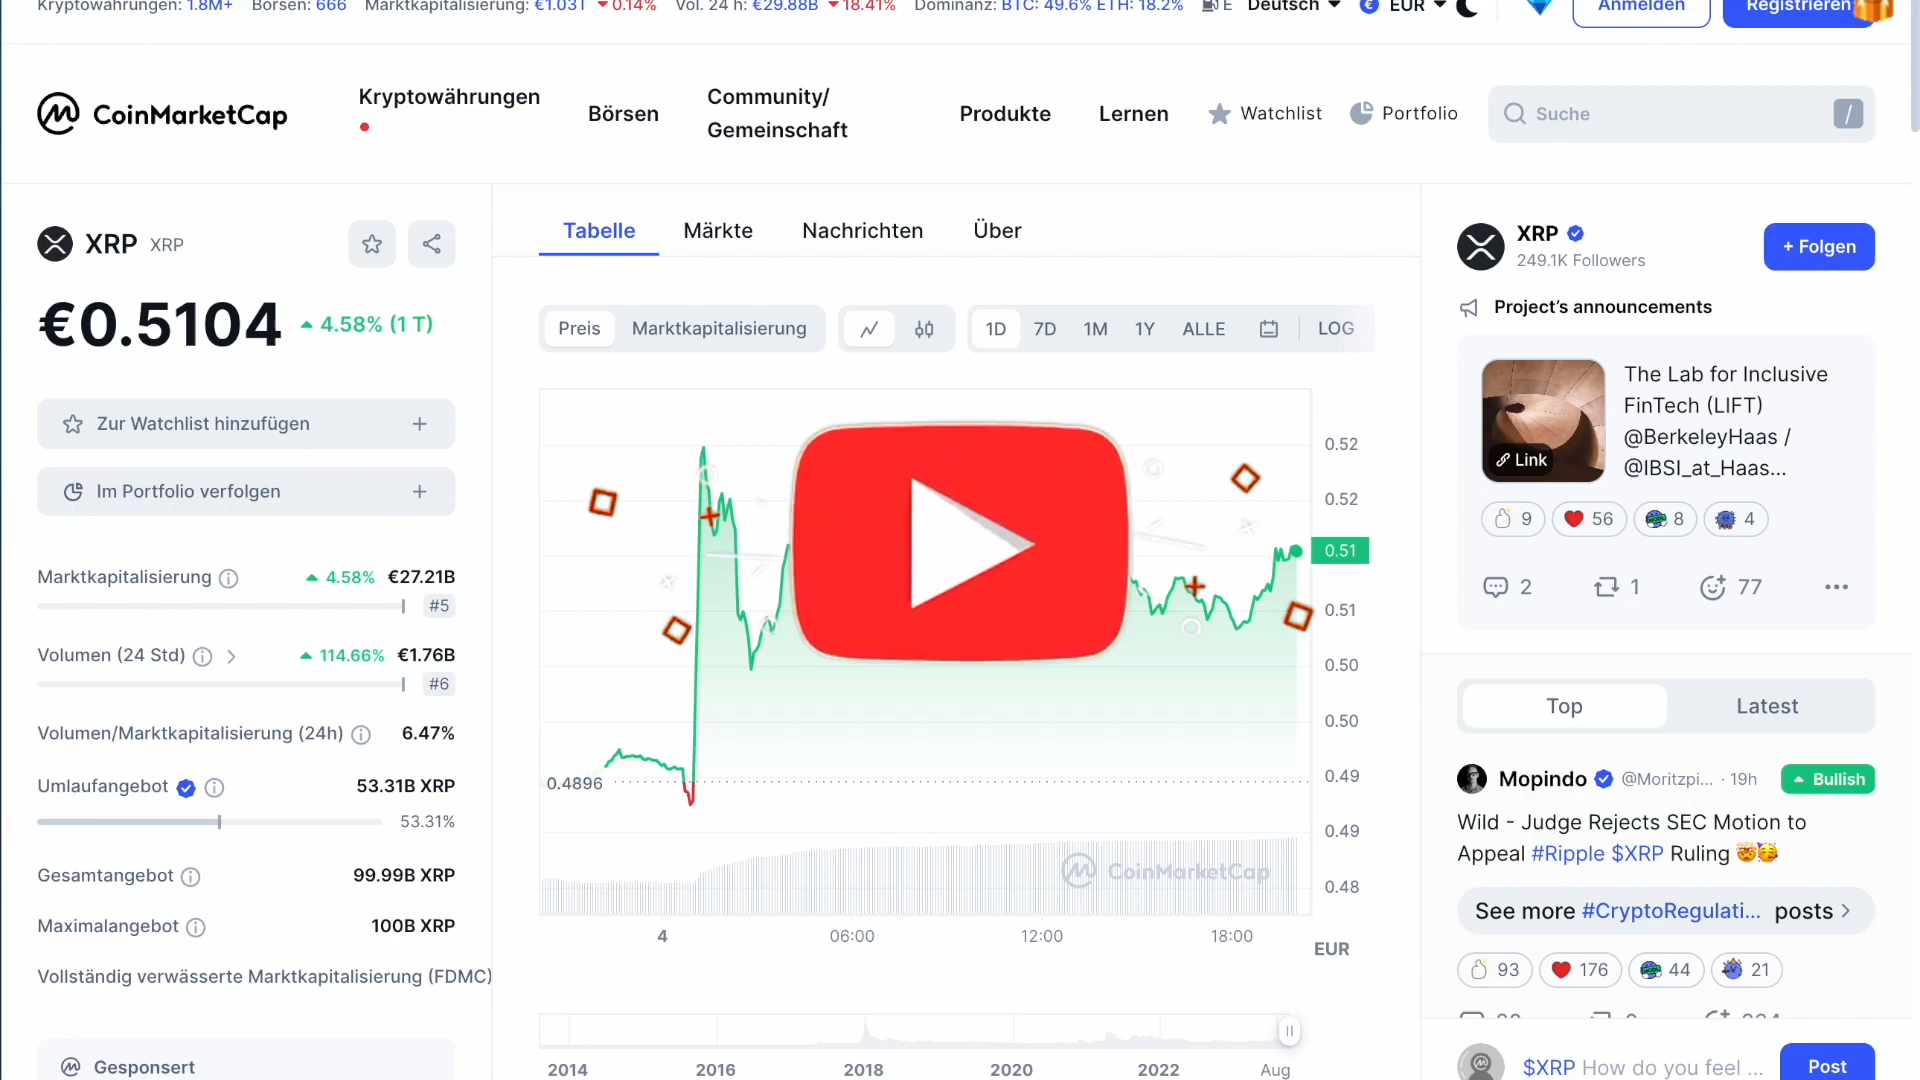 Kryptowährungen: 1.8M+ Börsen: 666 Marktkapitalisierung: €1.03T 0.14% Vol. 24 h: €29.88B 18.41% Dominanz: BTC: 49.6% ETH: 18.2% E Deutsch € EUR Anmelden Registrieren
CoinMarketCap
Kryptowährungen
Börsen
Community/
Gemeinschaft
Produkte
Lernen
Watchlist
Portfolio
Suche /
XRP XRP
€0.5104 4.58% (1 T)
Zur Watchlist hinzufügen +
Im Portfolio verfolgen +
Marktkapitalisierung 4.58% €27.21B
#5
Volumen (24 Std) 114.66% €1.76B
#6
Volumen/Marktkapitalisierung (24h) 6.47%
Umlaufangebot 53.31B XRP
53.31%
Gesamtangebot 99.99B XRP
Maximalangebot 100B XRP
Vollständig verwässerte Marktkapitalisierung (FDMC)
Gesponsert
Tabelle Märkte Nachrichten Über
Preis Marktkapitalisierung 1D 7D 1M 1Y ALLE LOG
0.52
0.52
0.51
0.51
0.50
0.50
0.49
0.49
0.48
0.4896
CoinMarketCap
4 06:00 12:00 18:00
EUR
2014 2016 2018 2020 2022 Aug
XRP
249.1K Followers
+ Folgen
Project’s announcements
The Lab for Inclusive
FinTech (LIFT)
@BerkeleyHaas /
@IBSI_at_Haas...
Link
9 56 8 4
2 1 77
Top Latest
Mopindo @Moritzpi... · 19h Bullish
Wild - Judge Rejects SEC Motion to
Appeal #Ripple $XRP Ruling 🤯🥳
See more #CryptoRegulati... posts
93 176 44 21
$XRP How do you feel ... Post